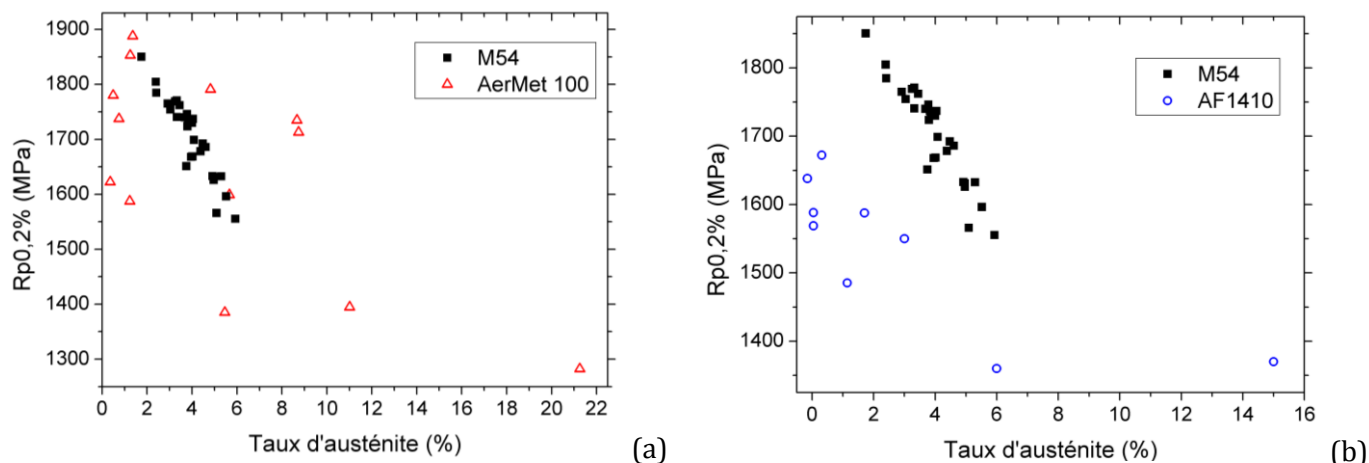 1900
1800
1700
1600
1500
1400
1300
Rp0,2% (MPa)
0 2 4 6 8 10 12 14 16 18 20 22
Taux d'austénite (%)
M54
AerMet 100
(a)
1800
1700
1600
1500
1400
Rp0,2% (MPa)
0 2 4 6 8 10 12 14 16
Taux d'austénite (%)
M54
AF1410
(b)